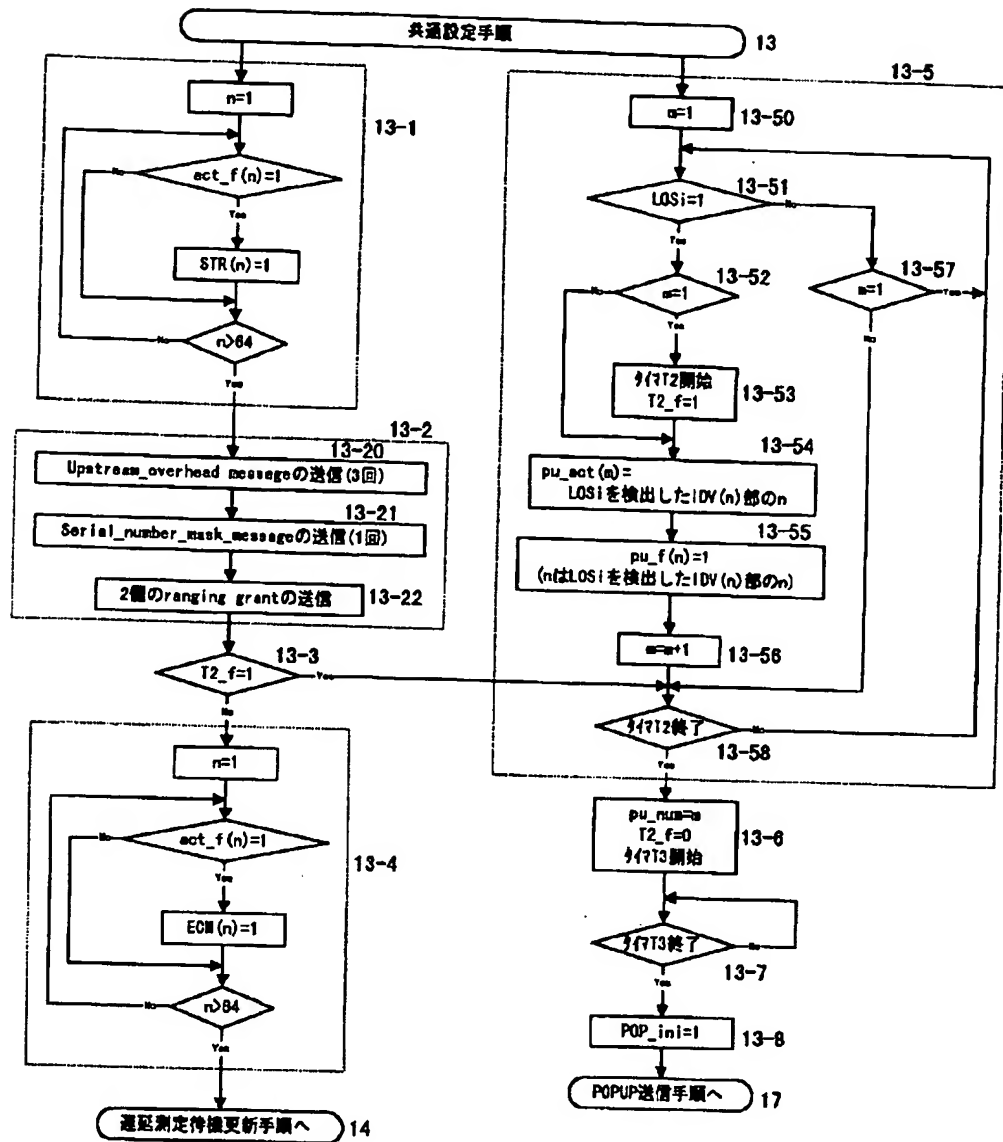 共通設定手順
13
13-1
n=1
act_f(n)=1
No
Yes
STR(n)=1
n>64
No
Yes
13-2
13-20
Upstream_overhead messageの送信(3回)
13-21
Serial_number_mask_messageの送信(1回)
2個のranging grantの送信
13-22
13-3
T2_f=1
Yes
No
13-4
n=1
act_f(n)=1
No
Yes
ECM(n)=1
n>64
No
Yes
遅延測定待機更新手順へ
14
13-5
m=1
13-50
13-51
LOSi=1
No
Yes
13-52
m=1
No
Yes
13-57
m=1
Yes
No
タイマT2開始
T2_f=1
13-53
13-54
pu_act(m)=
LOSiを検出したIDV(n)部のn
13-55
pu_f(n)=1
(nはLOSiを検出したIDV(n)部のn)
m=m+1
13-56
タイマT2終了
No
13-58
Yes
pu_num=m
T2_f=0
タイマT3開始
13-6
タイマT3終了
No
13-7
Yes
POP_ini=1
13-8
POPUP送信手順へ
17